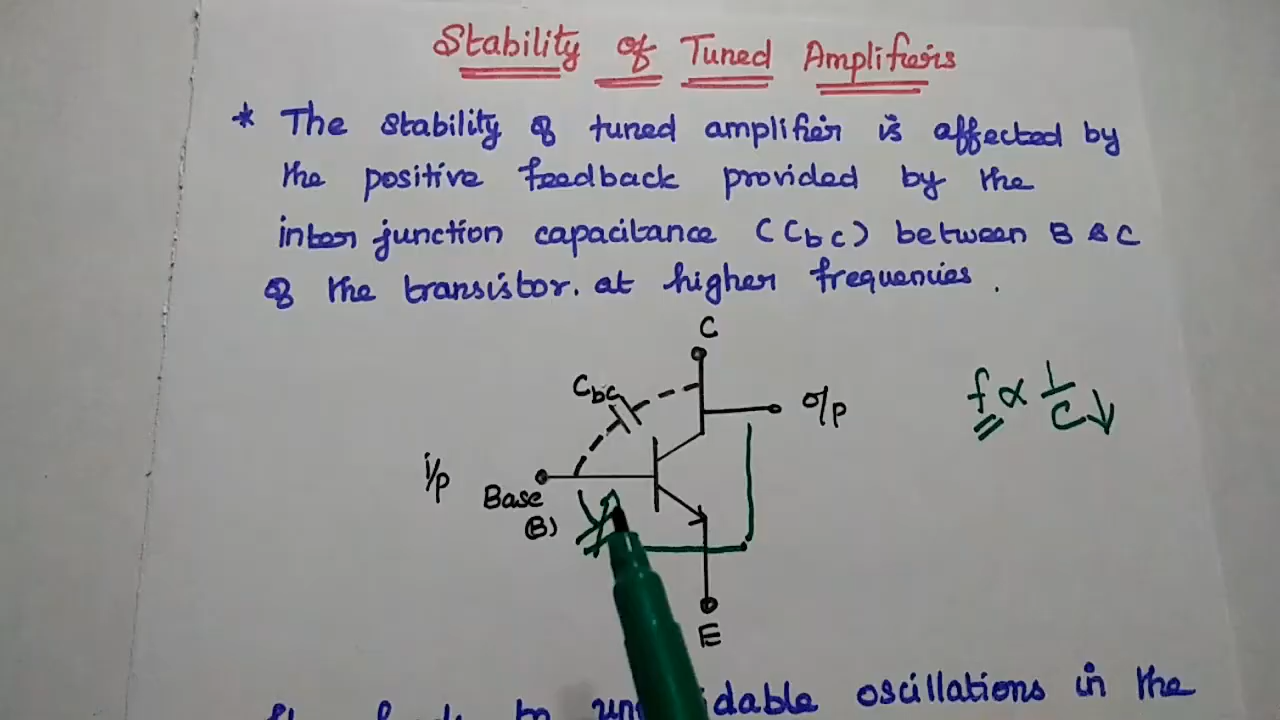 Stability of Tuned Amplifiers
* The stability of tuned amplifier is affected by
the positive feedback provided by the
inter junction capacitance (Cbc) between B & C
of the transistor. at higher frequencies.
C
Cbc
o/p
f ∝ 1/C ↓
i/p
Base
(B)
E
to oscillations in the